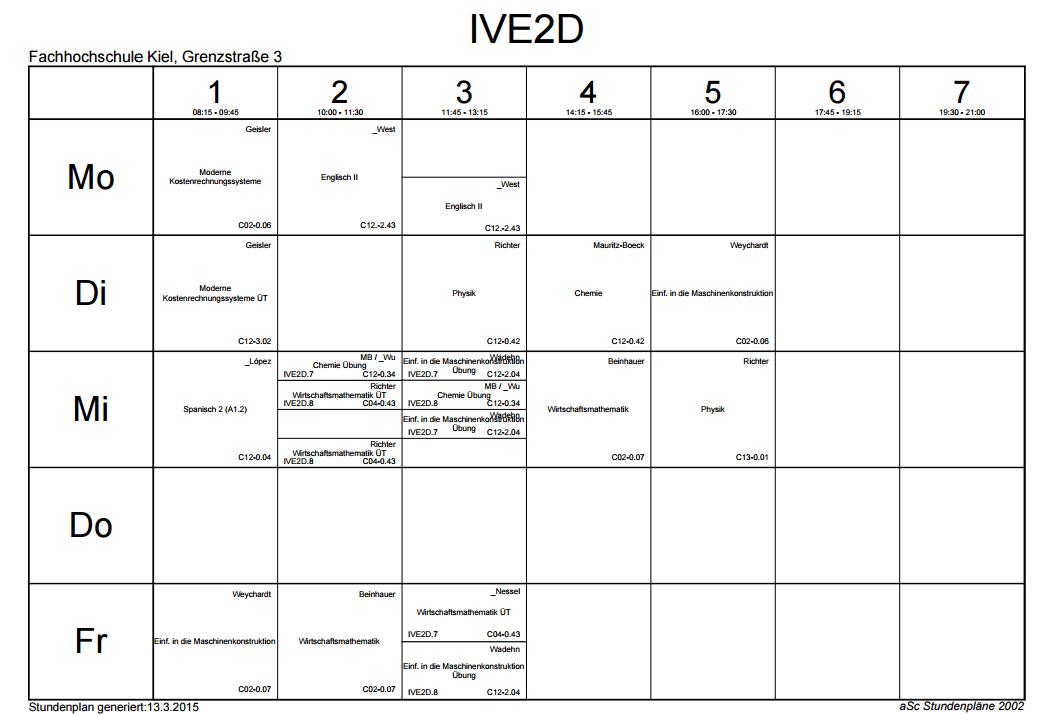 IVE2D
Fachhochschule Kiel, Grenzstraße 3
1 2 3 4 5 6 7
08:15 - 09:45 10:00 - 11:30 11:45 - 13:15 14:15 - 15:45 16:00 - 17:30 17:45 - 19:15 19:30 - 21:00
Mo
Geisler
Moderne
Kostenrechnungssysteme
C02-0.06
_West
Englisch II
C12.-2.43
_West
Englisch II
C12.-2.43
Di
Geisler
Moderne
Kostenrechnungssysteme ÜT
C12-3.02
Richter
Physik
C12-0.42
Mauritz-Boeck
Chemie
C12-0.42
Weychardt
Einf. in die Maschinenkonstruktion
C02-0.06
Mi
_López
Spanisch 2 (A1.2)
C12-0.04
MB / _Wu
Chemie Übung
IVE2D.7 C12-0.34
Richter
Wirtschaftsmathematik ÜT
IVE2D.8 C04-0.43
Richter
Wirtschaftsmathematik ÜT
IVE2D.8 C04-0.43
Wadehn
Einf. in die Maschinenkonstruktion
Übung
IVE2D.7 C12-2.04
MB / _Wu
Chemie Übung
IVE2D.8 C12-0.34
Wadehn
Einf. in die Maschinenkonstruktion
Übung
IVE2D.7 C12-2.04
Beinhauer
Wirtschaftsmathematik
C02-0.07
Richter
Physik
C13-0.01
Do
Fr
Weychardt
Einf. in die Maschinenkonstruktion
C02-0.07
Beinhauer
Wirtschaftsmathematik
C02-0.07
_Nessel
Wirtschaftsmathematik ÜT
IVE2D.7 C04-0.43
Wadehn
Einf. in die Maschinenkonstruktion
Übung
IVE2D.8 C12-2.04
Stundenplan generiert:13.3.2015
aSc Stundenpläne 2002